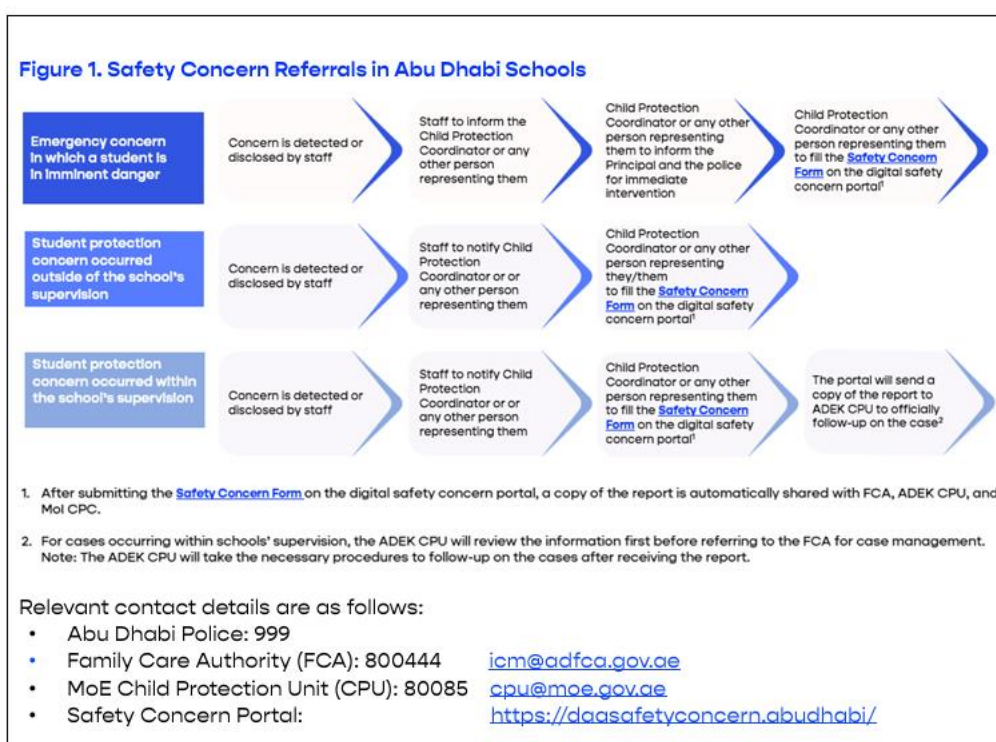 Figure 1. Safety Concern Referrals in Abu Dhabi Schools
Emergency concern
in which a student is
in imminent danger
Concern is detected or
disclosed by staff
Staff to inform the
Child Protection
Coordinator or any
other person
representing them
Child Protection
Coordinator or any other
person representing
them to inform the
Principal and the police
for immediate
intervention
Child Protection
Coordinator or any other
person representing them
to fill the Safety Concern
Form on the digital safety
concern portal¹
Student protection
concern occurred
outside of the school's
supervision
Concern is detected or
disclosed by staff
Staff to notify Child
Protection
Coordinator or or
any other person
representing them
Child Protection
Coordinator or any other
person representing
they/them
to fill the Safety Concern
Form on the digital safety
concern portal¹
Student protection
concern occurred within
the school's supervision
Concern is detected or
disclosed by staff
Staff to notify Child
Protection
Coordinator or or
any other person
representing them
Child Protection
Coordinator or any other
person representing them
to fill the Safety Concern
Form on the digital safety
concern portal¹
The portal will send a
copy of the report to
ADEK CPU to officially
follow-up on the case²
1. After submitting the Safety Concern Form on the digital safety concern portal, a copy of the report is automatically shared with FCA, ADEK CPU, and
MoI CPC.
2. For cases occurring within schools' supervision, the ADEK CPU will review the information first before referring to the FCA for case management.
Note: The ADEK CPU will take the necessary procedures to follow-up on the cases after receiving the report.
Relevant contact details are as follows:
• Abu Dhabi Police: 999
• Family Care Authority (FCA): 800444 icm@adfca.gov.ae
• MoE Child Protection Unit (CPU): 80085 cpu@moe.gov.ae
• Safety Concern Portal: https://daasafetyconcern.abudhabi/